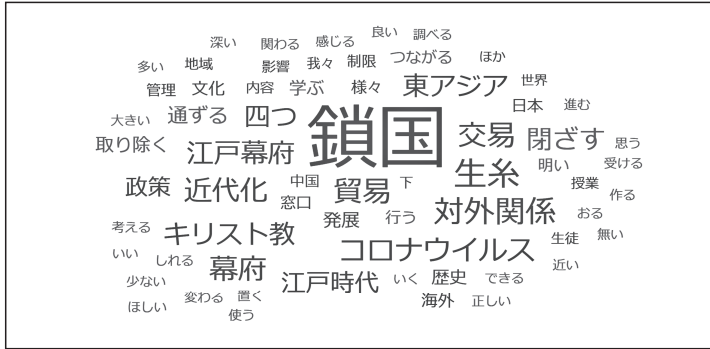 良い 調べる
深い 関わる 感じる
つながる ほか
多い 地域 影響 我々 制限
管理 文化 内容 学ぶ 様々 東アジア 世界
大きい 通ずる 四つ 鎖国 日本 進む
取り除く 江戸幕府 交易 閉ざす 思う
政策 近代化 中国 貿易 下 生糸 明い 受ける
窓口 授業 作る
考える キリスト教 発展 行う 対外関係 おる
いい しれる コロナウイルス 生徒 無い
少ない 幕府 江戸時代 いく 歴史 できる 近い
ほしい 変わる 置く 海外 正しい
使う